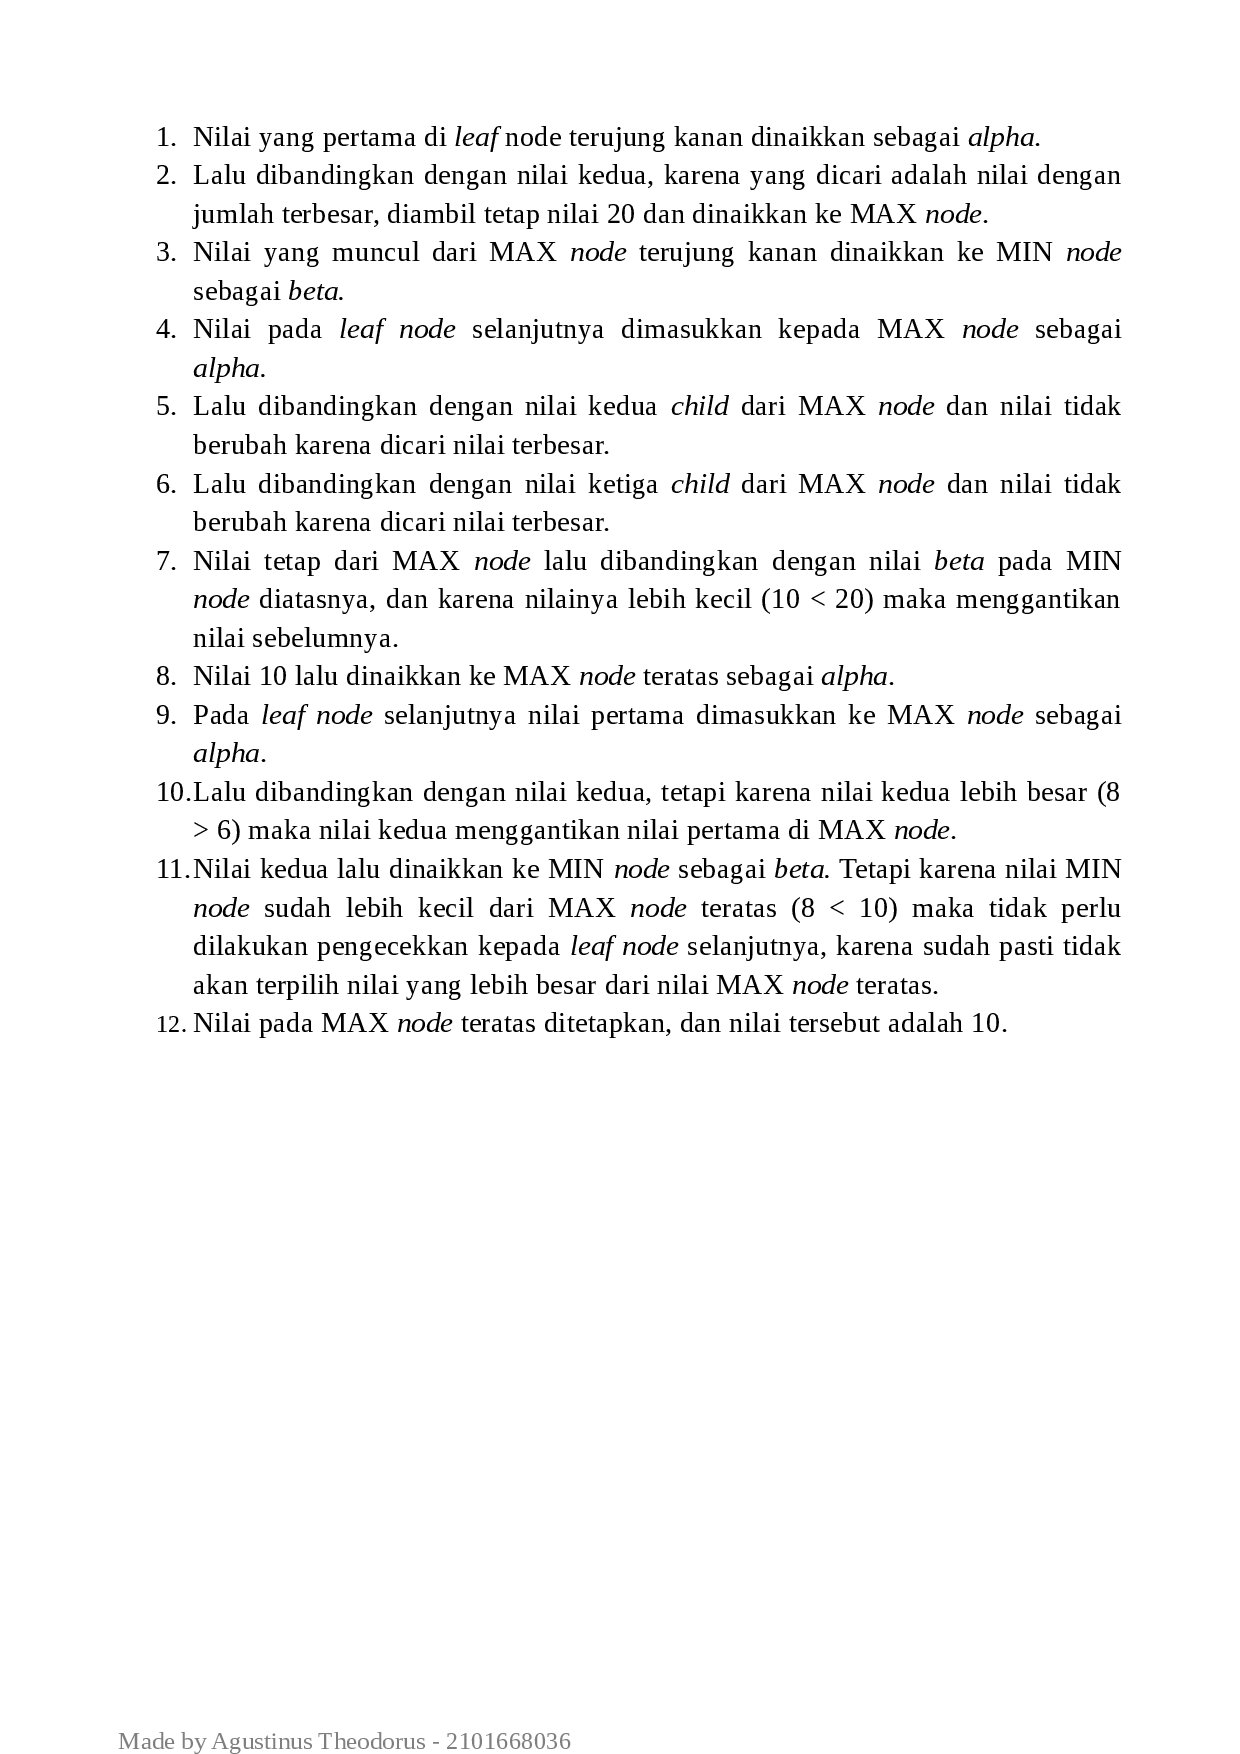 1. Nilai yang pertama di leaf node terujung kanan dinaikkan sebagai alpha.
2. Lalu dibandingkan dengan nilai kedua, karena yang dicari adalah nilai dengan
jumlah terbesar, diambil tetap nilai 20 dan dinaikkan ke MAX node.
3. Nilai yang muncul dari MAX node terujung kanan dinaikkan ke MIN node
sebagai beta.
4. Nilai pada leaf node selanjutnya dimasukkan kepada MAX node sebagai
alpha.
5. Lalu dibandingkan dengan nilai kedua child dari MAX node dan nilai tidak
berubah karena dicari nilai terbesar.
6. Lalu dibandingkan dengan nilai ketiga child dari MAX node dan nilai tidak
berubah karena dicari nilai terbesar.
7. Nilai tetap dari MAX node lalu dibandingkan dengan nilai beta pada MIN
node diatasnya, dan karena nilainya lebih kecil (10 < 20) maka menggantikan
nilai sebelumnya.
8. Nilai 10 lalu dinaikkan ke MAX node teratas sebagai alpha.
9. Pada leaf node selanjutnya nilai pertama dimasukkan ke MAX node sebagai
alpha.
10. Lalu dibandingkan dengan nilai kedua, tetapi karena nilai kedua lebih besar (8
> 6) maka nilai kedua menggantikan nilai pertama di MAX node.
11. Nilai kedua lalu dinaikkan ke MIN node sebagai beta. Tetapi karena nilai MIN
node sudah lebih kecil dari MAX node teratas (8 < 10) maka tidak perlu
dilakukan pengecekkan kepada leaf node selanjutnya, karena sudah pasti tidak
akan terpilih nilai yang lebih besar dari nilai MAX node teratas.
12. Nilai pada MAX node teratas ditetapkan, dan nilai tersebut adalah 10.
Made by Agustinus Theodorus - 2101668036